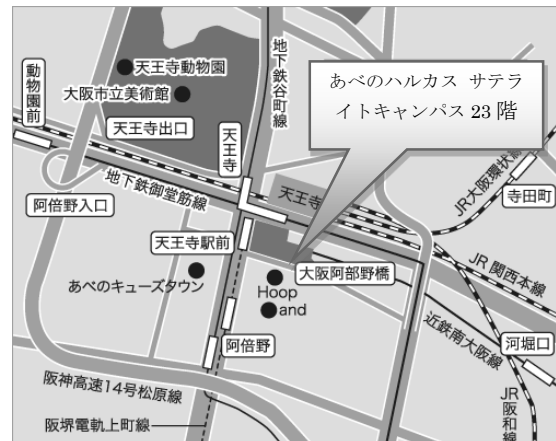 天王寺動物園
大阪市立美術館
動物園前
天王寺出口
天王寺
地下鉄谷町線
あべのハルカス サテラ
イトキャンパス 23 階
阿倍野入口
地下鉄御堂筋線
天王寺
JR大阪環状線
寺田町
天王寺駅前
あべのキューズタウン
大阪阿部野橋
Hoop
and
JR関西本線
阿倍野
近鉄南大阪線
河堀口
阪神高速14号松原線
阪堺電軌上町線
JR阪和線